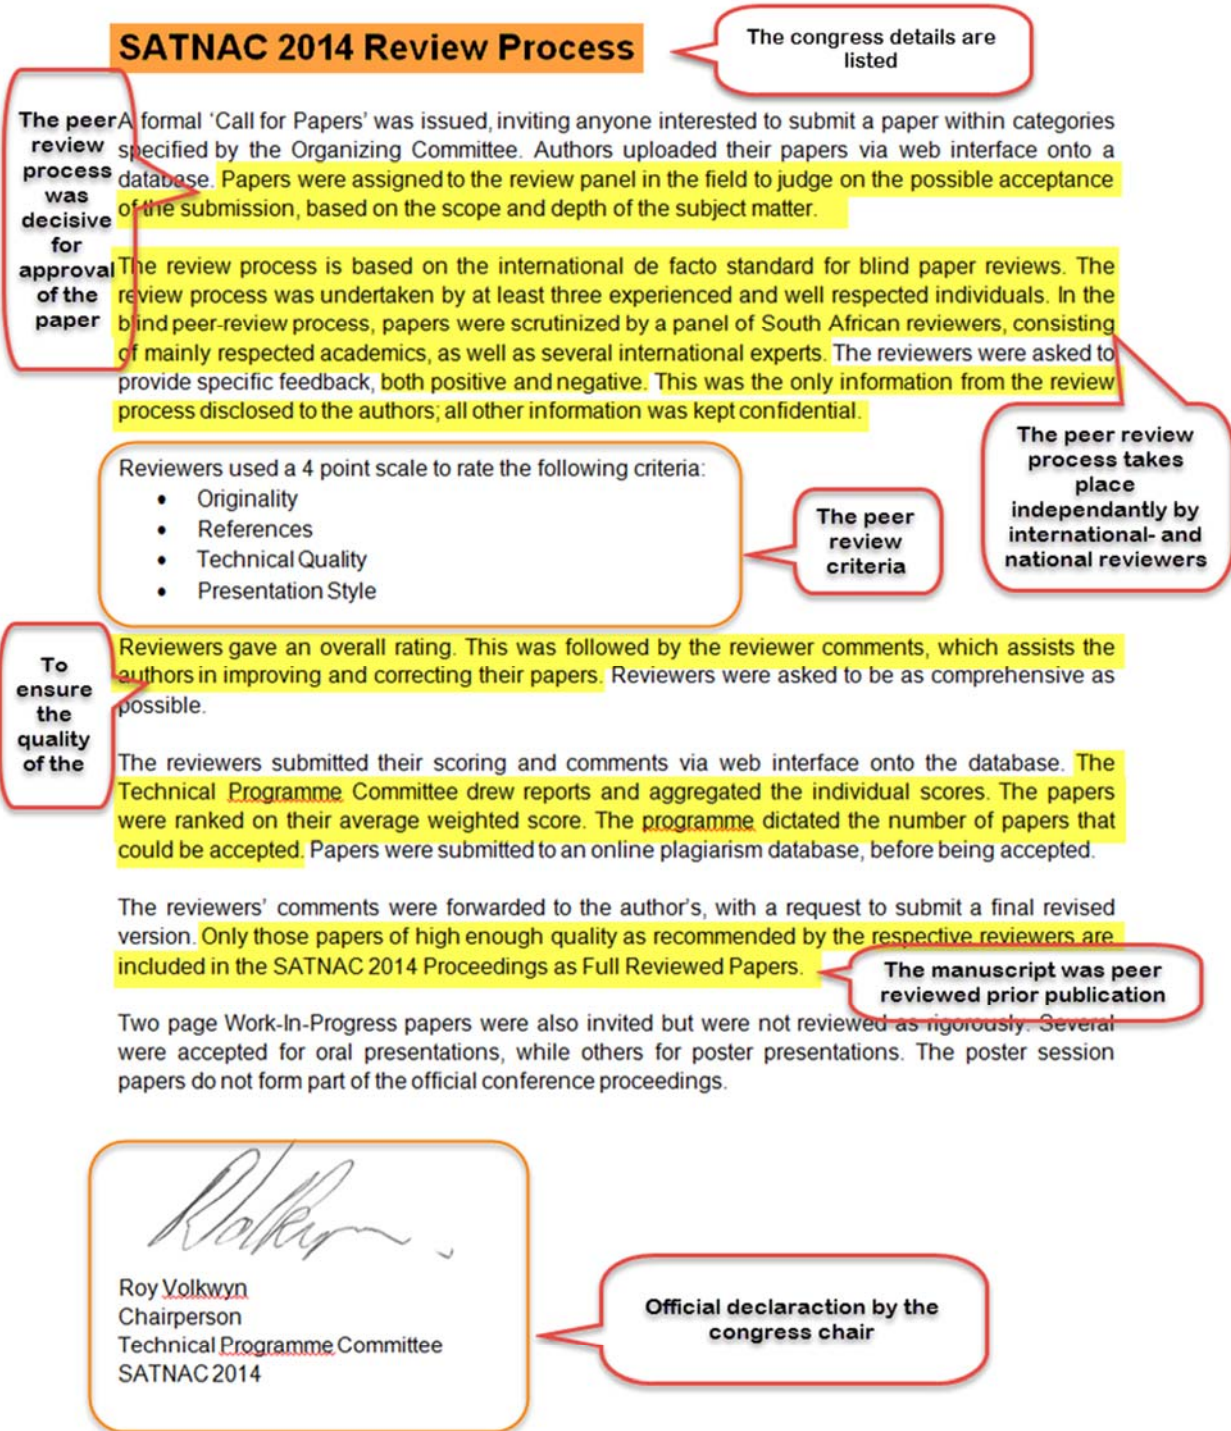 SATNAC 2014 Review Process
The congress details are
listed
The peer
review
process
was
decisive
for
approval
of the
paper
A formal ‘Call for Papers’ was issued, inviting anyone interested to submit a paper within categories
specified by the Organizing Committee. Authors uploaded their papers via web interface onto a
database. Papers were assigned to the review panel in the field to judge on the possible acceptance
of the submission, based on the scope and depth of the subject matter.
The review process is based on the international de facto standard for blind paper reviews. The
review process was undertaken by at least three experienced and well respected individuals. In the
blind peer-review process, papers were scrutinized by a panel of South African reviewers, consisting
of mainly respected academics, as well as several international experts. The reviewers were asked to
provide specific feedback, both positive and negative. This was the only information from the review
process disclosed to the authors; all other information was kept confidential.
The peer review
process takes
place
independantly by
international- and
national reviewers
Reviewers used a 4 point scale to rate the following criteria:
• Originality
• References
• Technical Quality
• Presentation Style
The peer
review
criteria
To
ensure
the
quality
of the
Reviewers gave an overall rating. This was followed by the reviewer comments, which assists the
authors in improving and correcting their papers. Reviewers were asked to be as comprehensive as
possible.
The reviewers submitted their scoring and comments via web interface onto the database. The
Technical Programme Committee drew reports and aggregated the individual scores. The papers
were ranked on their average weighted score. The programme dictated the number of papers that
could be accepted. Papers were submitted to an online plagiarism database, before being accepted.
The reviewers’ comments were forwarded to the author’s, with a request to submit a final revised
version. Only those papers of high enough quality as recommended by the respective reviewers are
included in the SATNAC 2014 Proceedings as Full Reviewed Papers.
The manuscript was peer
reviewed prior publication
Two page Work-In-Progress papers were also invited but were not reviewed as rigorously. Several
were accepted for oral presentations, while others for poster presentations. The poster session
papers do not form part of the official conference proceedings.
Roy Volkwyn
Chairperson
Technical Programme Committee
SATNAC 2014
Official declaraction by the
congress chair